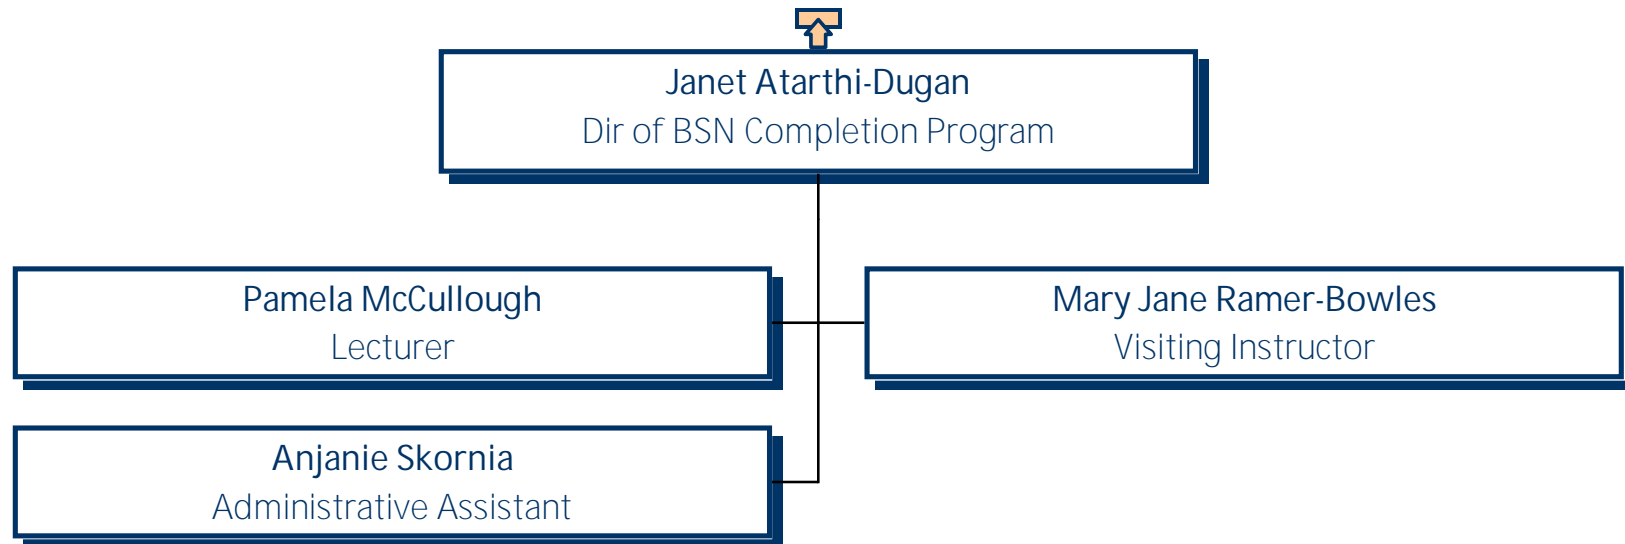 Janet Atarthi-Dugan
Dir of BSN Completion Program
Pamela McCullough
Lecturer
Mary Jane Ramer-Bowles
Visiting Instructor
Anjanie Skornia
Administrative Assistant